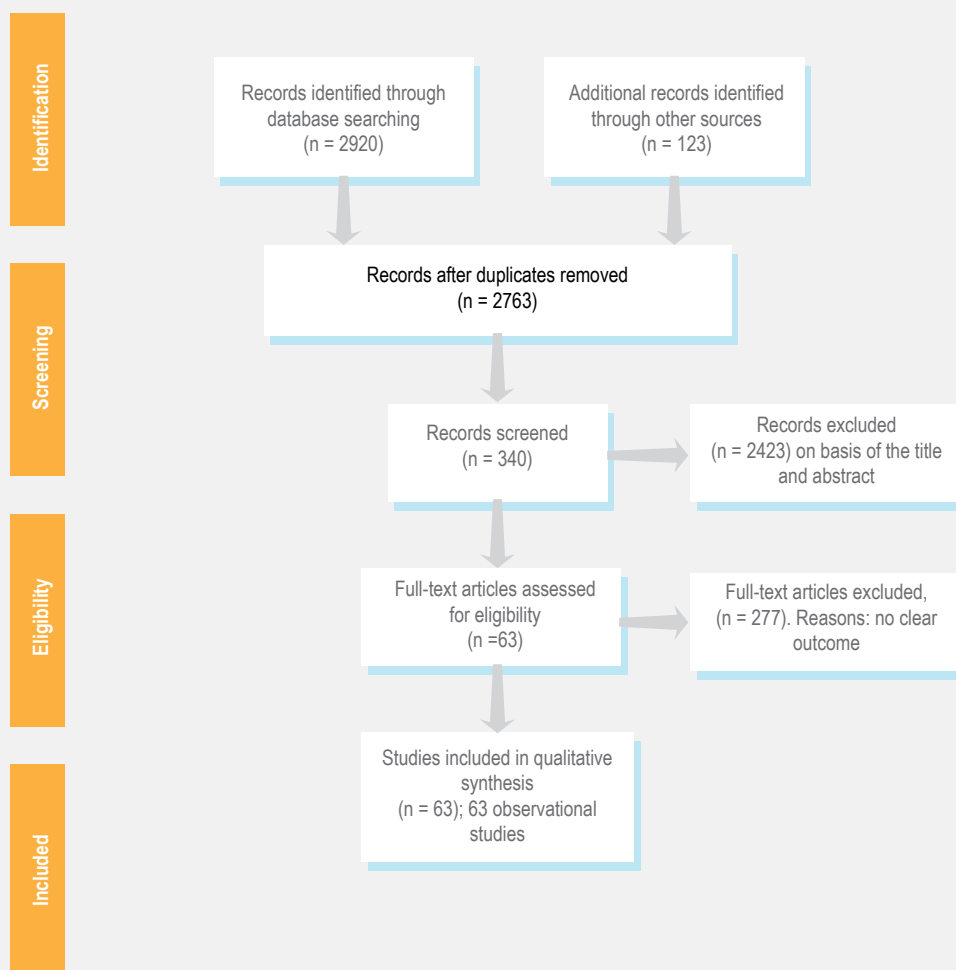 Identification
Records identified through
database searching
(n = 2920)
Additional records identified
through other sources
(n = 123)
Records after duplicates removed
(n = 2763)
Screening
Records screened
(n = 340)
Records excluded
(n = 2423) on basis of the title
and abstract
Eligibility
Full-text articles assessed
for eligibility
(n =63)
Full-text articles excluded,
(n = 277). Reasons: no clear
outcome
Studies included in qualitative
synthesis
(n = 63); 63 observational
studies
Included